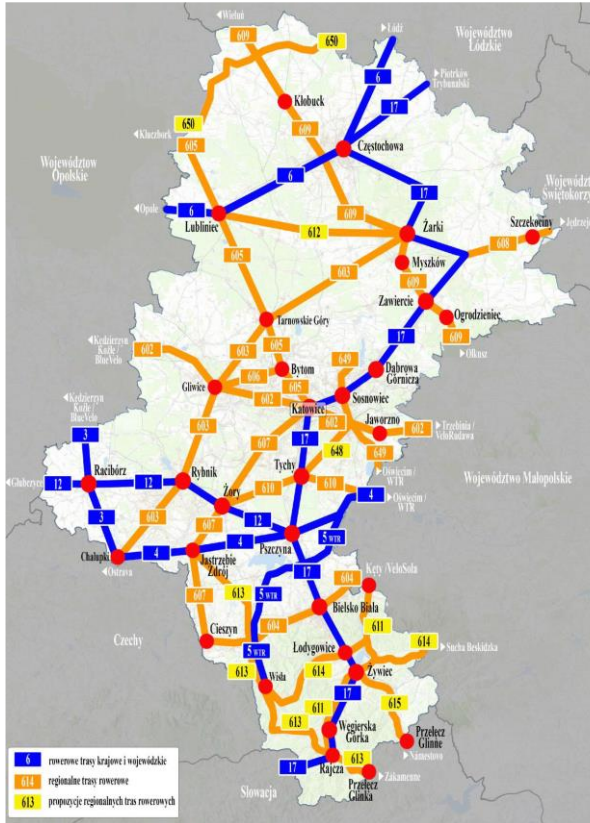 Wieluń
Łódź
Województwo
Łódzkie
609
650
6
Piotrków
Trybunalski
17
Kłobuck
650
609
Kluczbork
605
Częstochowa
Województwo
Opolskie
6
17
Województwo
Świętokrzy
Opole
6
Lubliniec
612
609
Żarki
Szczekociny
Jędrzej
608
Myszków
605
603
609
Zawiercie
Ogrodzieniec
Tarnowskie Góry
609
Olkusz
17
Kędzierzyn
Koźle /
BlueVelo
602
603
605
649
606
Bytom
Dąbrowa
Górnicza
Gliwice
605
602
Sosnowiec
Katowice
602
Jaworzno
602
Trzebinia /
VeloRudawa
Kędzierzyn
Koźle /
BlueVelo
603
607
17
648
649
3
Oświęcim /
WTR
Głubczyce
12
Racibórz
12
Rybnik
Tychy
Województwo Małopolskie
610
610
4
Oświęcim /
WTR
Żory
3
603
607
12
Pszczyna
Chałupki
4
4
5 WTR
Ostrava
Jastrzębie
Zdrój
17
Kęty /VeloSoła
604
607
613
5 WTR
Bielsko Biała
Czechy
Cieszyn
604
611
5 WTR
Łodygowice
614
Sucha Beskidzka
613
614
Żywiec
Wisła
17
611
615
613
Węgierska
Górka
Przełęcz
Glinne
Námestovo
17
Rajcza
613
Zákamenne
Słowacja
Przełęcz
Glinka
6 rowerowe trasy krajowe i wojewódzkie
614 regionalne trasy rowerowe
613 propozycje regionalnych tras rowerowych